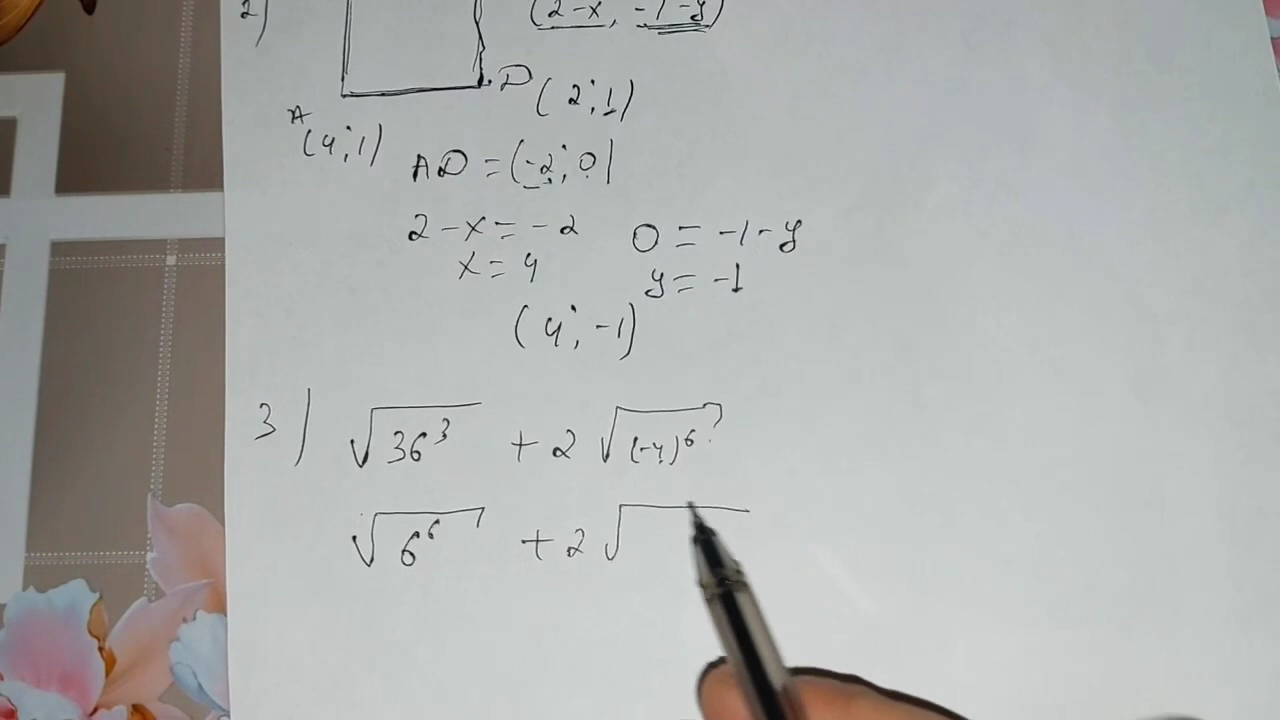 2) (2-x, -1-y)
D (2;1)
A (4;1) AD = (-2;0)
2-x = -2 0 = -1-y
x = 4 y = -1
(4;-1)
3) √36³ + 2√(-4)⁶
√6⁶ + 2√